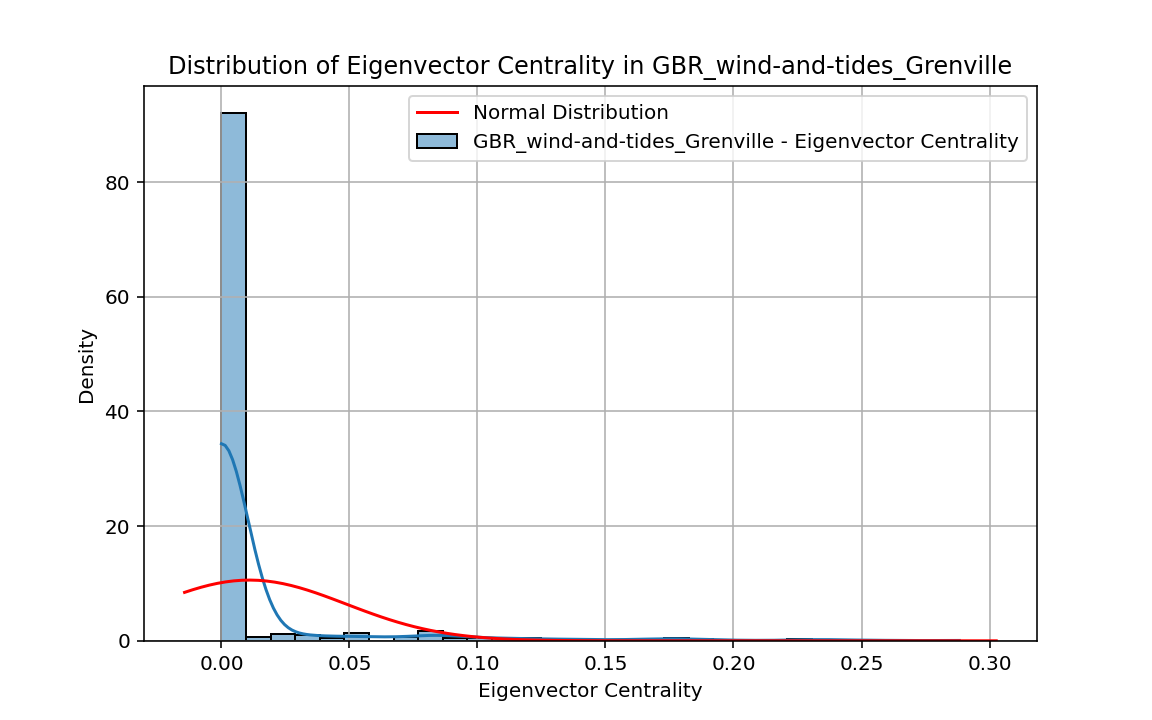 Distribution of Eigenvector Centrality in GBR_wind-and-tides_Grenville
Normal Distribution
GBR_wind-and-tides_Grenville - Eigenvector Centrality
Density
80
60
40
20
0
0.00 0.05 0.10 0.15 0.20 0.25 0.30
Eigenvector Centrality